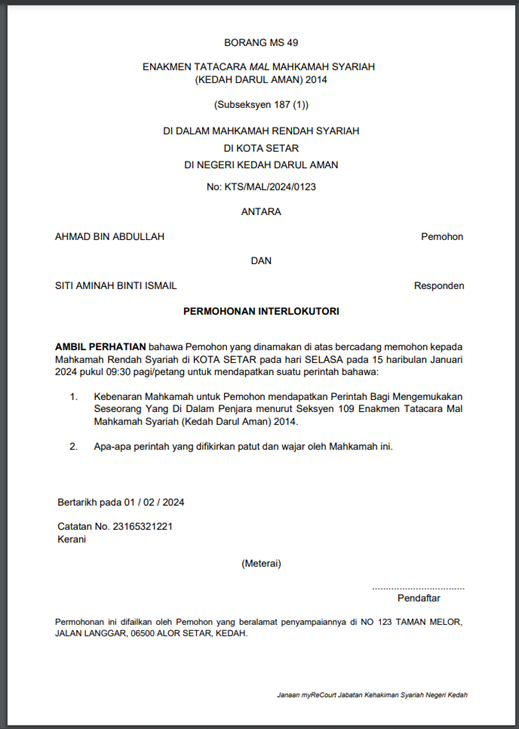 BORANG MS 49
ENAKMEN TATACARA MAL MAHKAMAH SYARIAH
(KEDAH DARUL AMAN) 2014
(Subseksyen 187 (1))
DI DALAM MAHKAMAH RENDAH SYARIAH
DI KOTA SETAR
DI NEGERI KEDAH DARUL AMAN
No: KTS/MAL/2024/0123
ANTARA
AHMAD BIN ABDULLAH Pemohon
DAN
SITI AMINAH BINTI ISMAIL Responden
PERMOHONAN INTERLOKUTORI
AMBIL PERHATIAN bahawa Pemohon yang dinamakan di atas bercadang memohon kepada
Mahkamah Rendah Syariah di KOTA SETAR pada hari SELASA pada 15 haribulan Januari
2024 pukul 09:30 pagi/petang untuk mendapatkan suatu perintah bahawa:
1. Kebenaran Mahkamah untuk Pemohon mendapatkan Perintah Bagi Mengemukakan
Seseorang Yang Di Dalam Penjara menurut Seksyen 109 Enakmen Tatacara Mal
Mahkamah Syariah (Kedah Darul Aman) 2014.
2. Apa-apa perintah yang difikirkan patut dan wajar oleh Mahkamah ini.
Bertarikh pada 01 / 02 / 2024
Catatan No. 23165321221
Kerani
(Meterai)
..................................
Pendaftar
Permohonan ini difailkan oleh Pemohon yang beralamat penyampaiannya di NO 123 TAMAN MELOR,
JALAN LANGGAR, 06500 ALOR SETAR, KEDAH.
Janaan myReCourt Jabatan Kehakiman Syariah Negeri Kedah